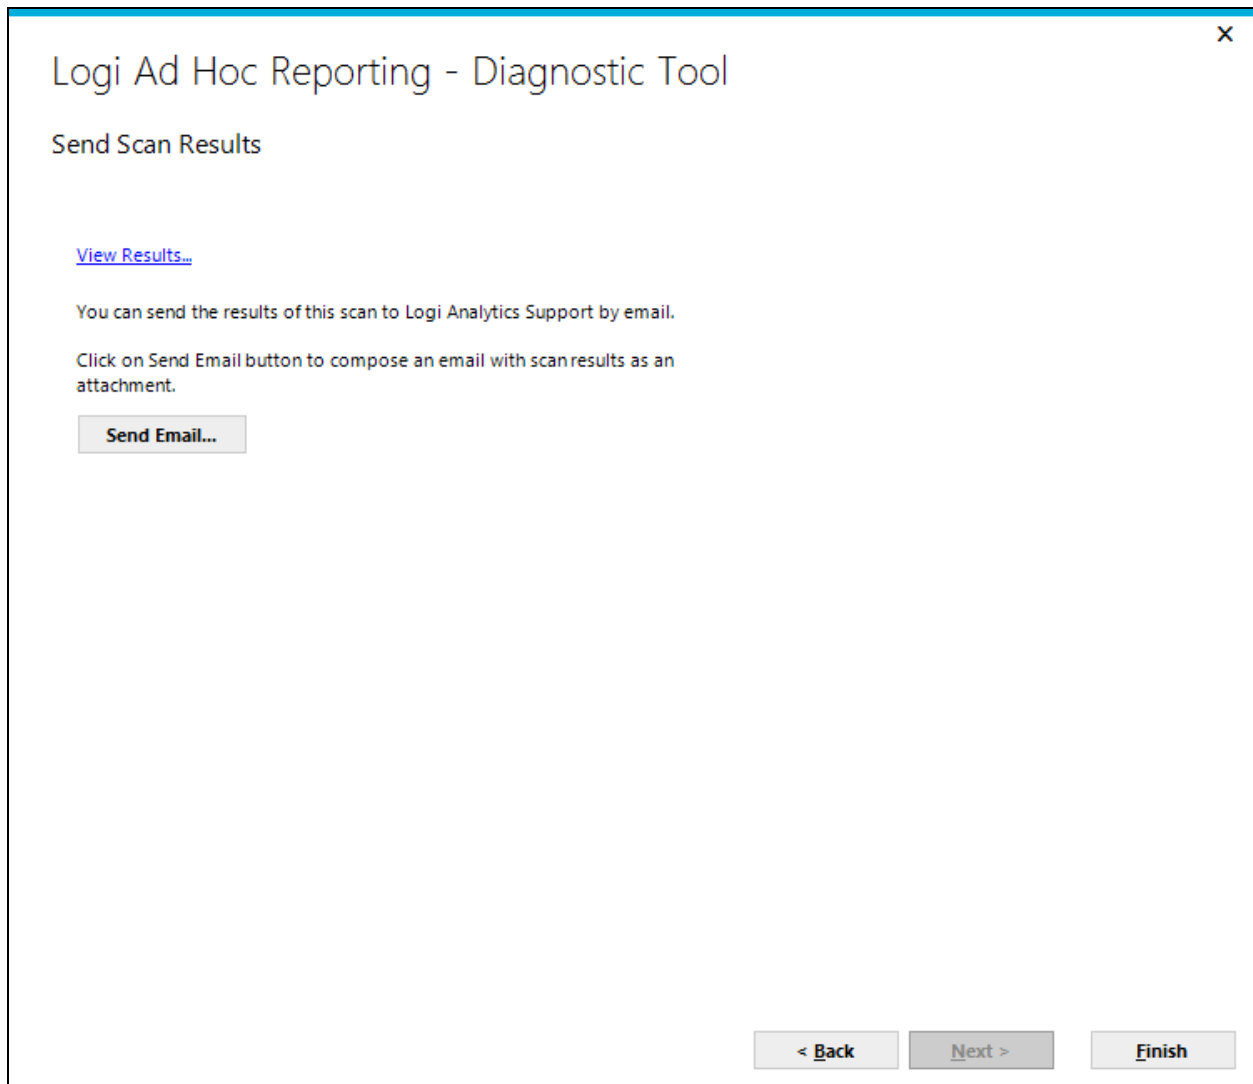 ×
Logi Ad Hoc Reporting - Diagnostic Tool
Send Scan Results
View Results...
You can send the results of this scan to Logi Analytics Support by email.
Click on Send Email button to compose an email with scan results as an
attachment.
Send Email...
< Back Next > Finish